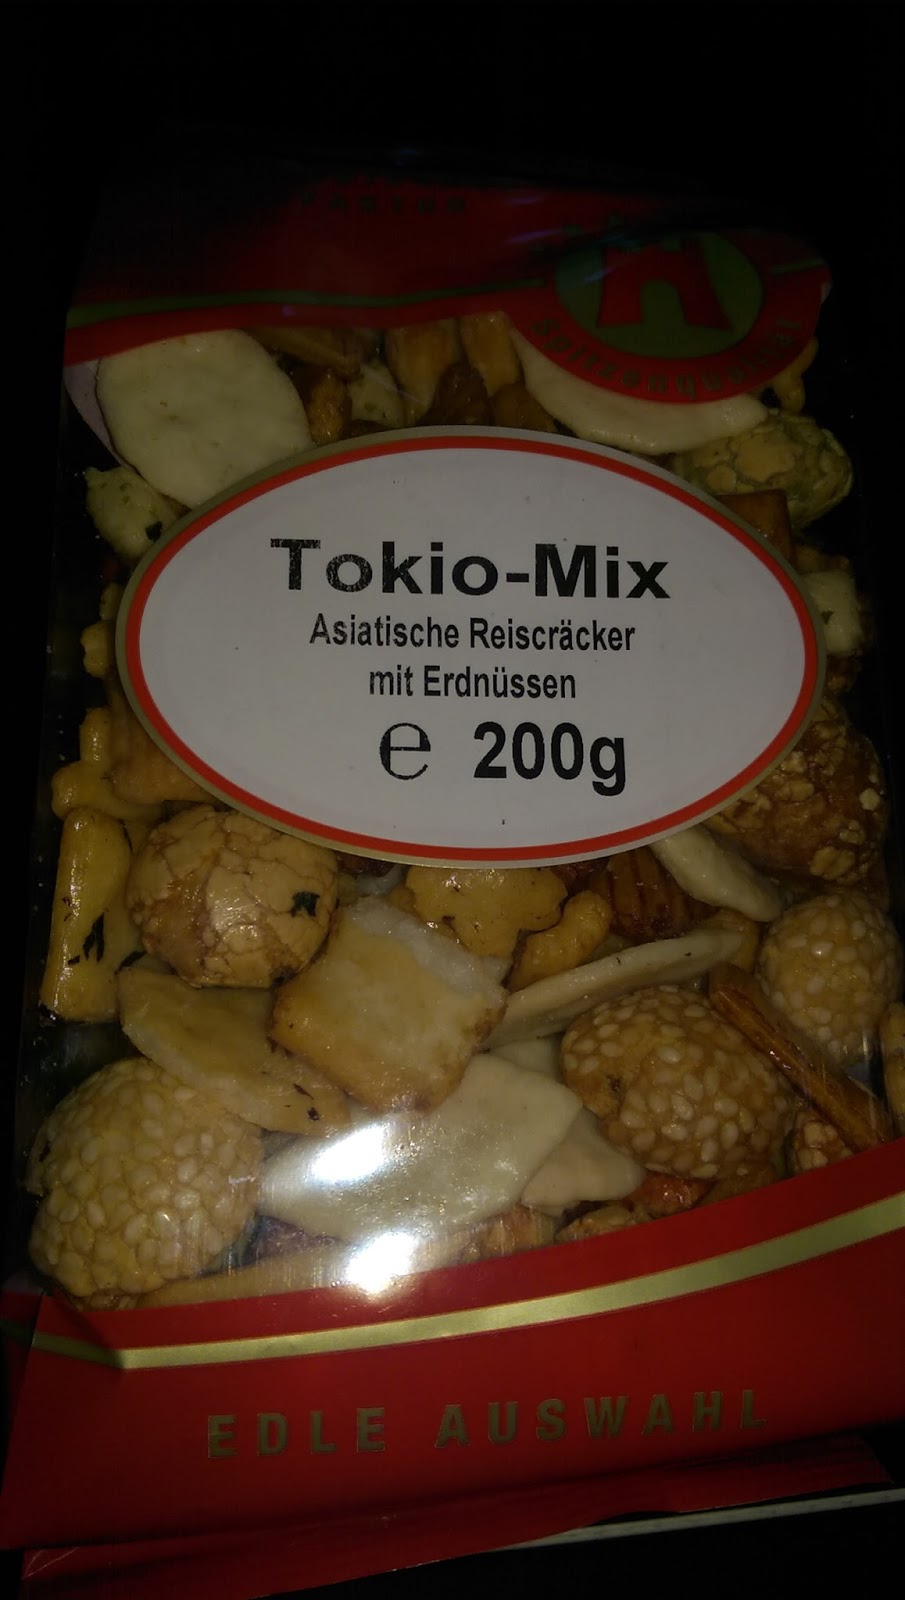 Tokio-Mix
Asiatische Reiscräcker
mit Erdnüssen
℮ 200g
EDLE AUSWAHL